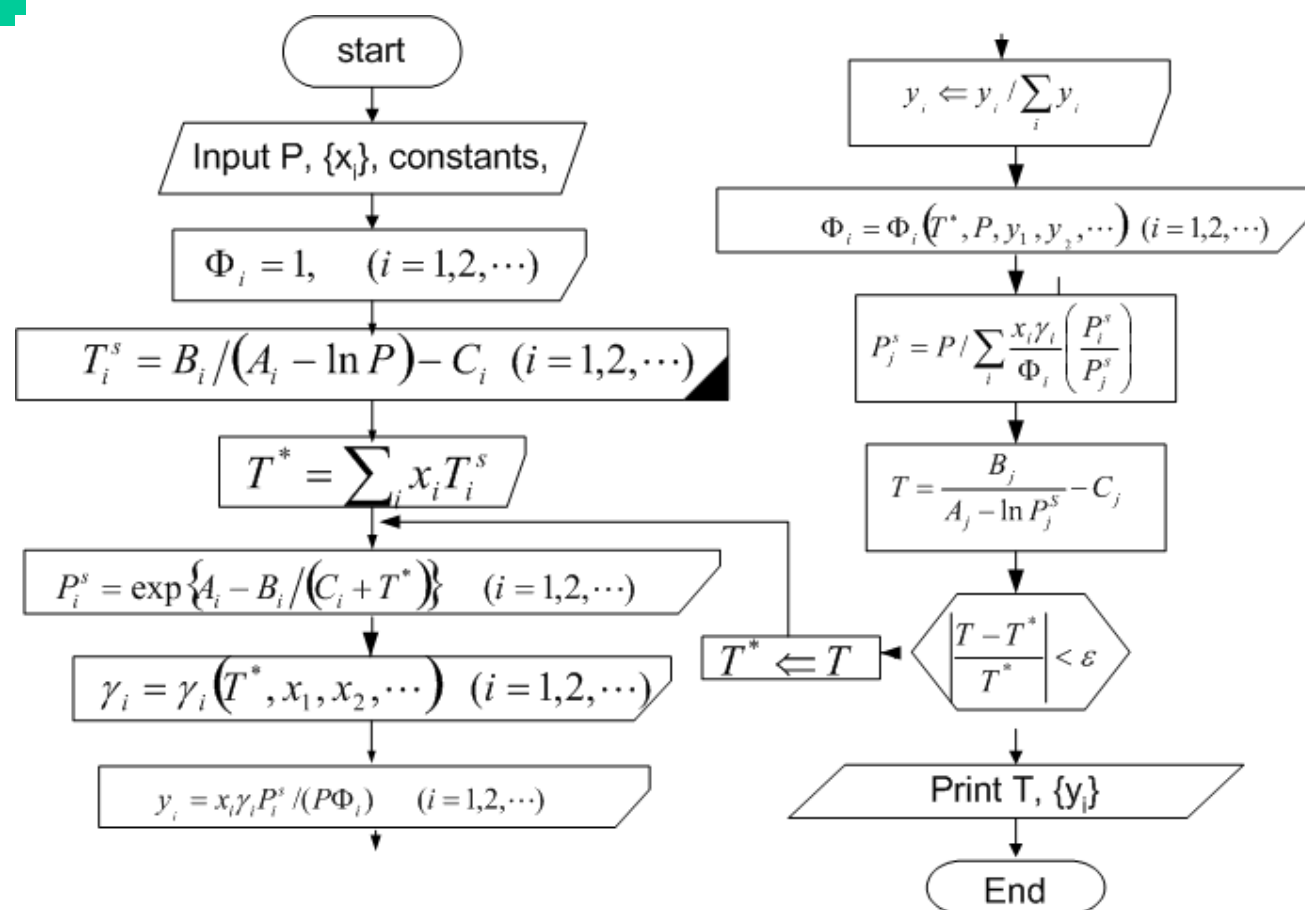 start
Input P, {xᵢ}, constants,
Φᵢ = 1, (i = 1,2,⋯)
Tᵢˢ = Bᵢ/(Aᵢ − ln P) − Cᵢ (i = 1,2,⋯)
T* = ∑ᵢ xᵢTᵢˢ
Pᵢˢ = exp{Aᵢ − Bᵢ/(Cᵢ + T*)} (i = 1,2,⋯)
γᵢ = γᵢ(T*, x₁, x₂, ⋯) (i = 1,2,⋯)
yᵢ = xᵢγᵢPᵢˢ/(PΦᵢ) (i = 1,2,⋯)
yᵢ ⇐ yᵢ / ∑ᵢ yᵢ
Φᵢ = Φᵢ(T*, P, y₁, y₂, ⋯) (i = 1,2,⋯)
Pⱼˢ = P / ∑ᵢ (xᵢγᵢ / Φᵢ) (Pᵢˢ / Pⱼˢ)
T = Bⱼ / (Aⱼ − ln Pⱼˢ) − Cⱼ
|(T − T*) / T*| < ε
T* ⇐ T
Print T, {yᵢ}
End